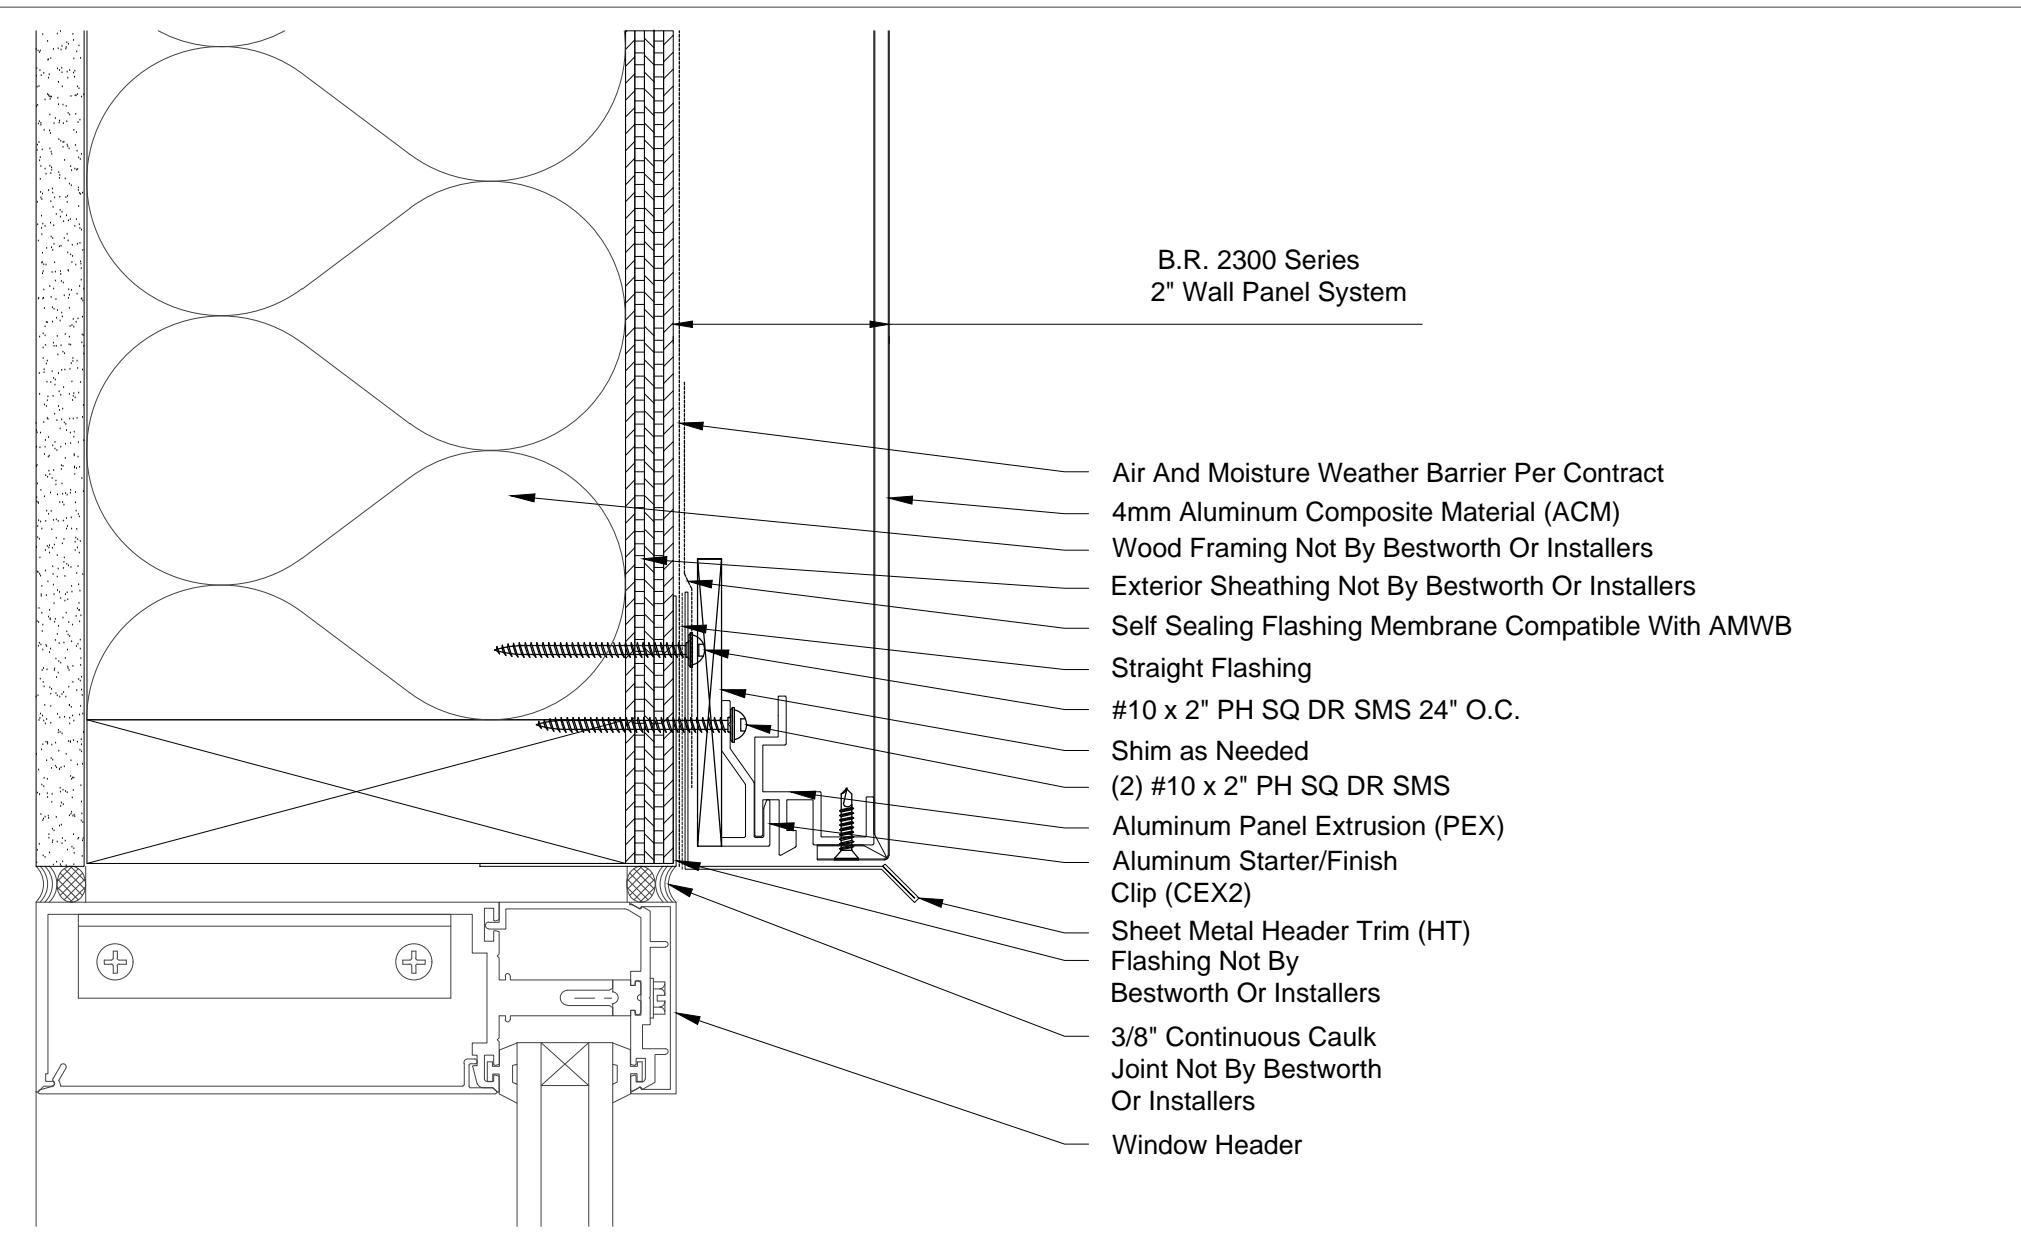 B.R. 2300 Series
2" Wall Panel System
Air And Moisture Weather Barrier Per Contract
4mm Aluminum Composite Material (ACM)
Wood Framing Not By Bestworth Or Installers
Exterior Sheathing Not By Bestworth Or Installers
Self Sealing Flashing Membrane Compatible With AMWB
Straight Flashing
#10 x 2" PH SQ DR SMS 24" O.C.
Shim as Needed
(2) #10 x 2" PH SQ DR SMS
Aluminum Panel Extrusion (PEX)
Aluminum Starter/Finish
Clip (CEX2)
Sheet Metal Header Trim (HT)
Flashing Not By
Bestworth Or Installers
3/8" Continuous Caulk
Joint Not By Bestworth
Or Installers
Window Header